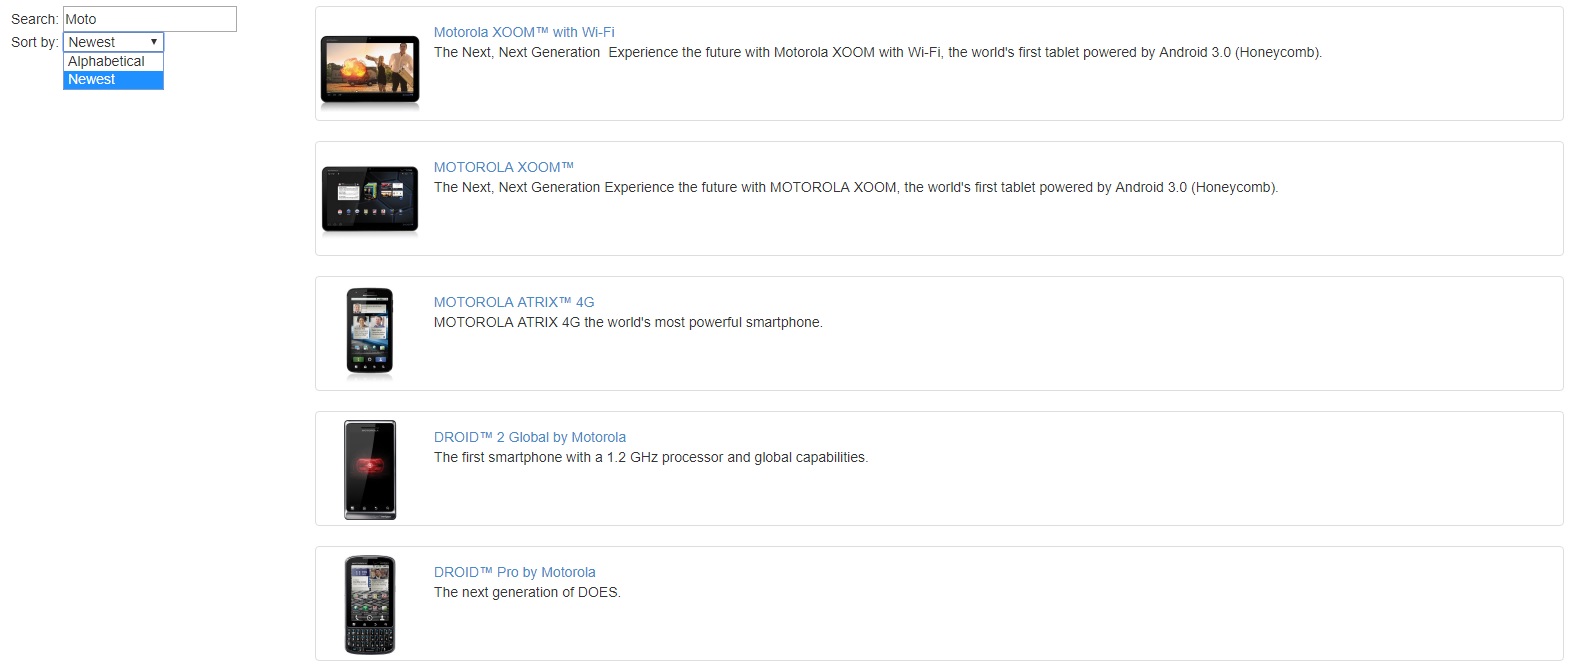 Search: Moto
Sort by: Newest
Alphabetical
Newest
Motorola XOOM™ with Wi-Fi
The Next, Next Generation  Experience the future with Motorola XOOM with Wi-Fi, the world's first tablet powered by Android 3.0 (Honeycomb).
MOTOROLA XOOM™
The Next, Next Generation Experience the future with MOTOROLA XOOM, the world's first tablet powered by Android 3.0 (Honeycomb).
MOTOROLA ATRIX™ 4G
MOTOROLA ATRIX 4G the world's most powerful smartphone.
DROID™ 2 Global by Motorola
The first smartphone with a 1.2 GHz processor and global capabilities.
DROID™ Pro by Motorola
The next generation of DOES.